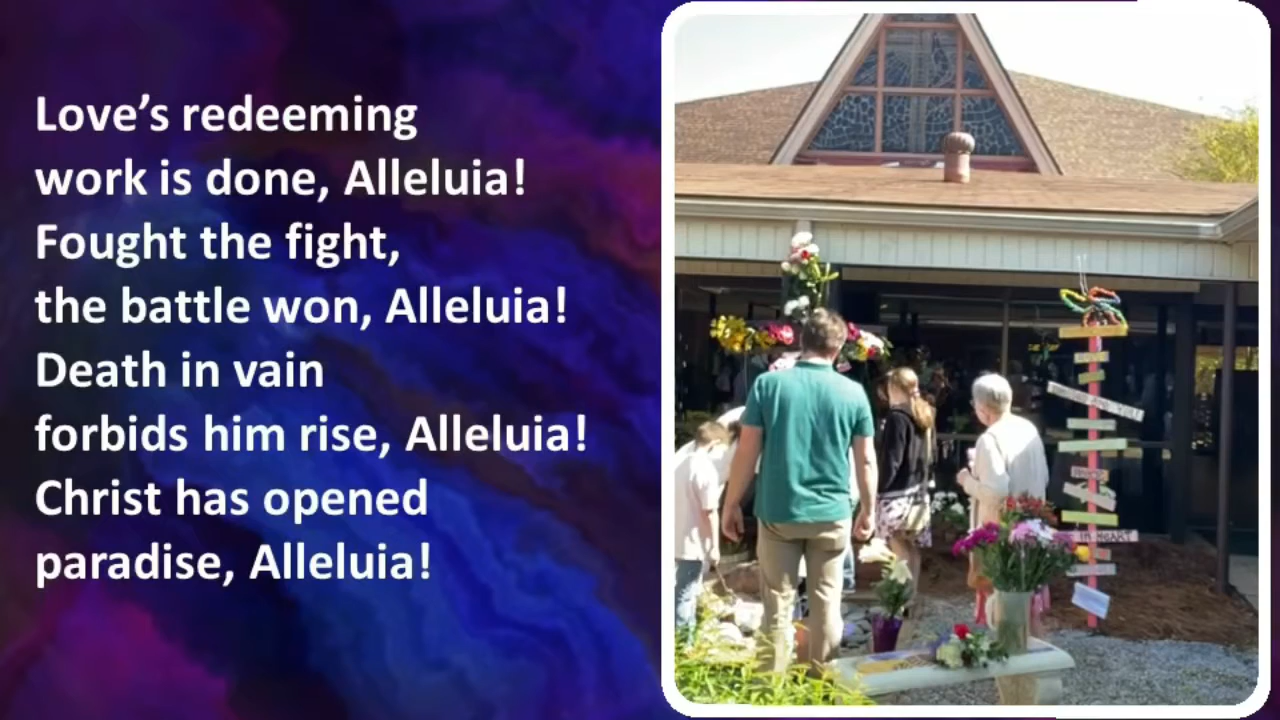 Love’s redeeming
work is done, Alleluia!
Fought the fight,
the battle won, Alleluia!
Death in vain
forbids him rise, Alleluia!
Christ has opened
paradise, Alleluia!